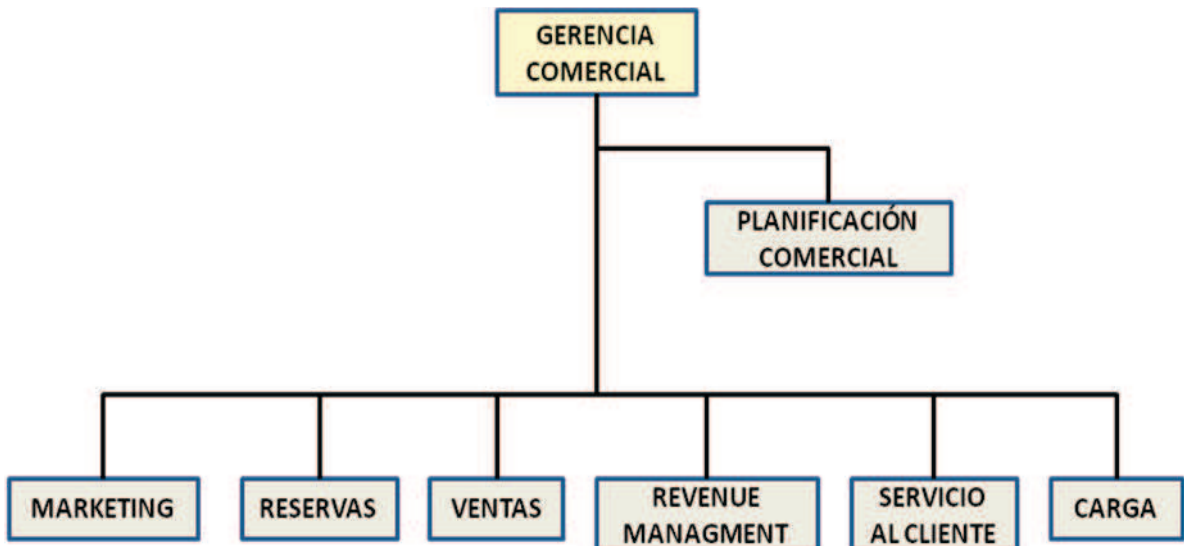 GERENCIA
COMERCIAL
PLANIFICACIÓN
COMERCIAL
MARKETING
RESERVAS
VENTAS
REVENUE
MANAGMENT
SERVICIO
AL CLIENTE
CARGA